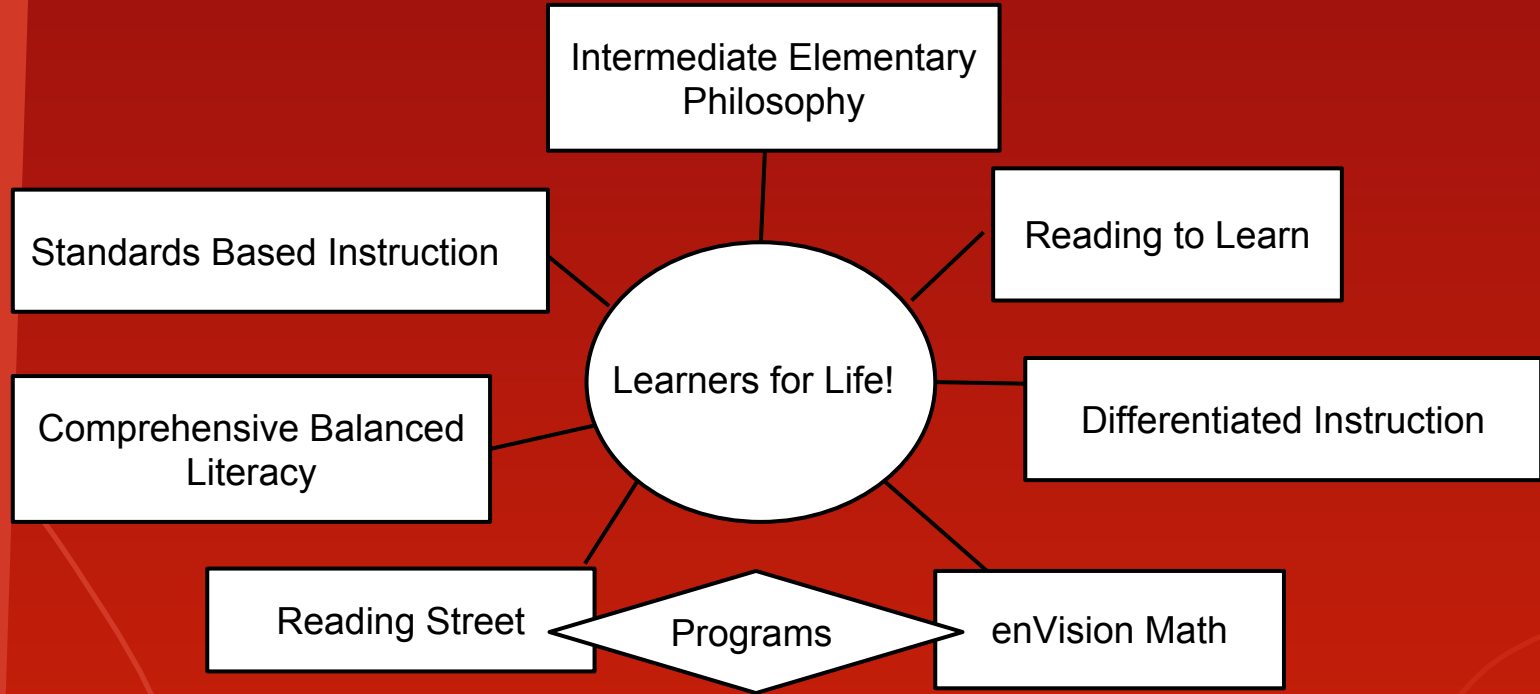 Intermediate Elementary
Philosophy
Standards Based Instruction
Reading to Learn
Learners for Life!
Comprehensive Balanced
Literacy
Differentiated Instruction
Reading Street
Programs
enVision Math